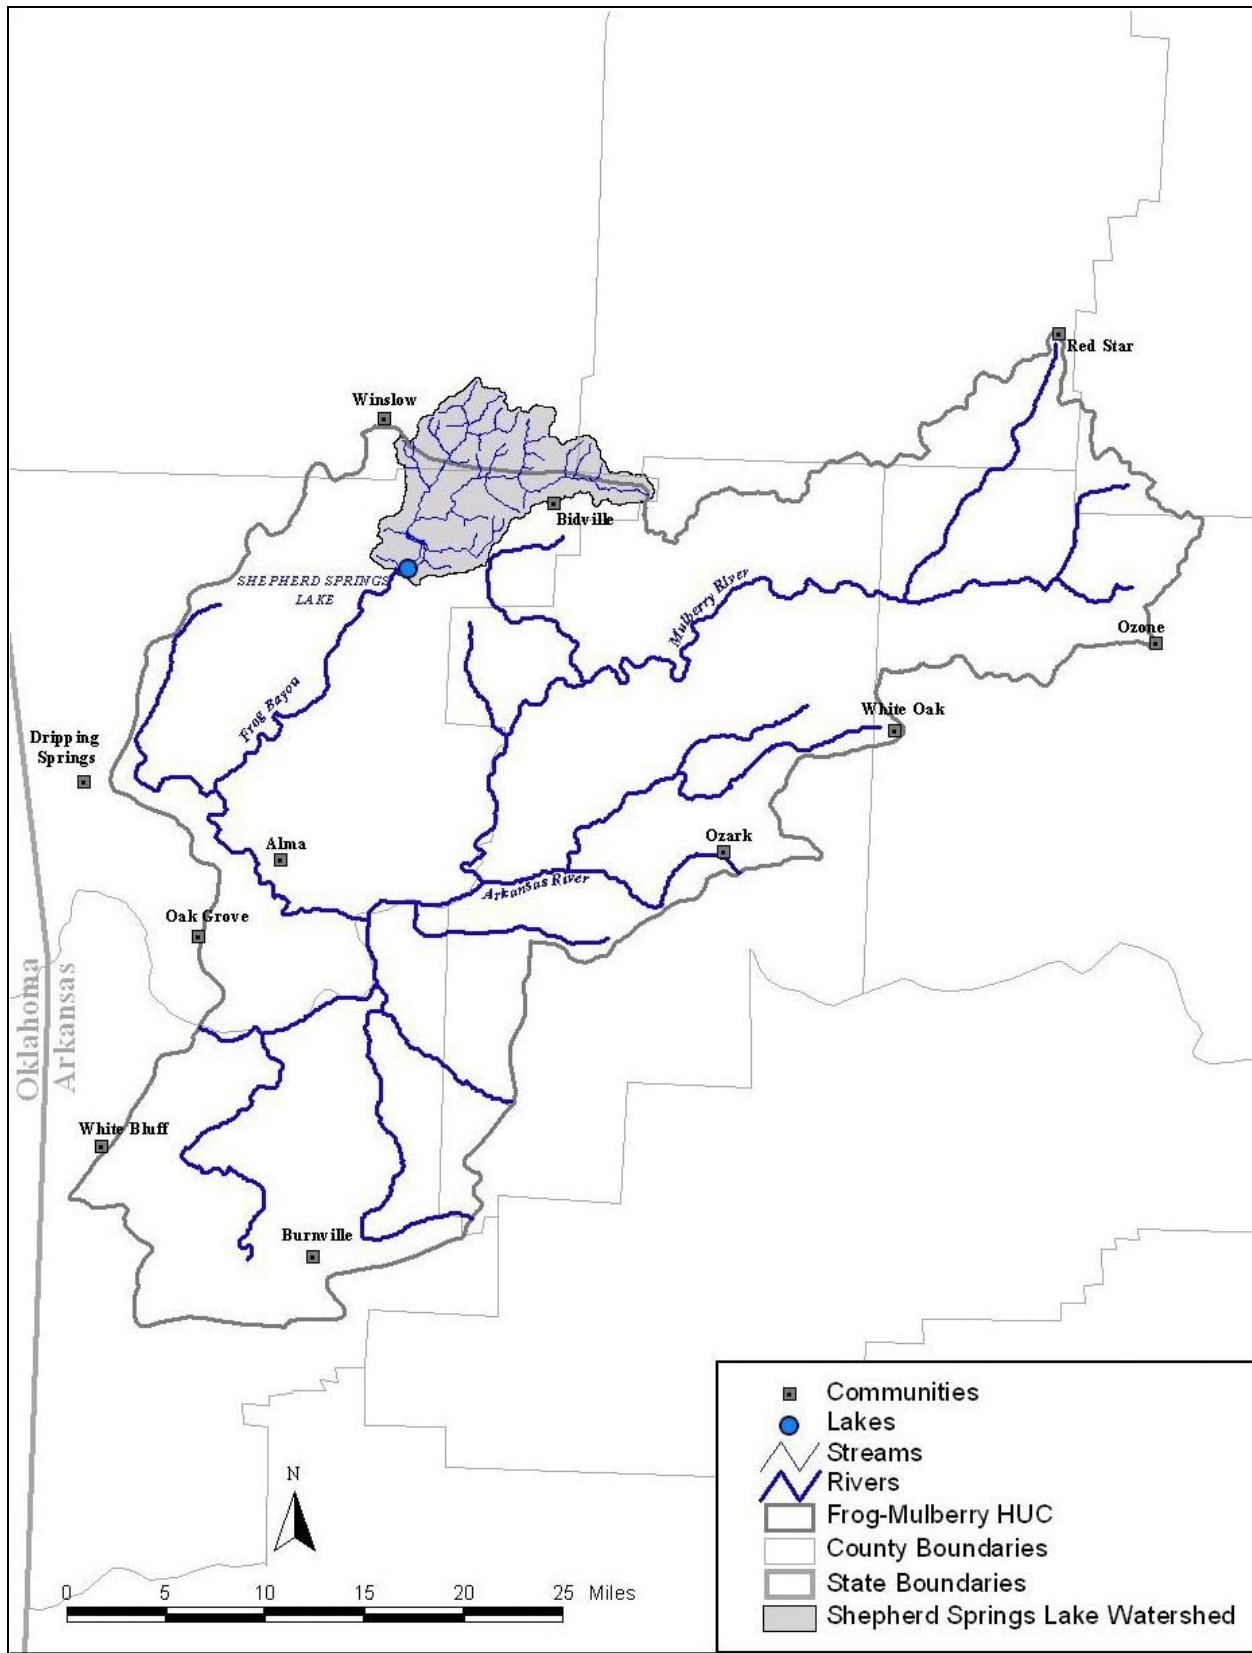 Red Star
Winslow
Bidville
SHEPHERD SPRINGS
LAKE
Mulberry River
Ozone
Frog Bayou
White Oak
Dripping
Springs
Alma
Ozark
Arkansas River
Oak Grove
Oklahoma
Arkansas
White Bluff
Burnville
N
0 5 10 15 20 25 Miles
Communities
Lakes
Streams
Rivers
Frog-Mulberry HUC
County Boundaries
State Boundaries
Shepherd Springs Lake Watershed